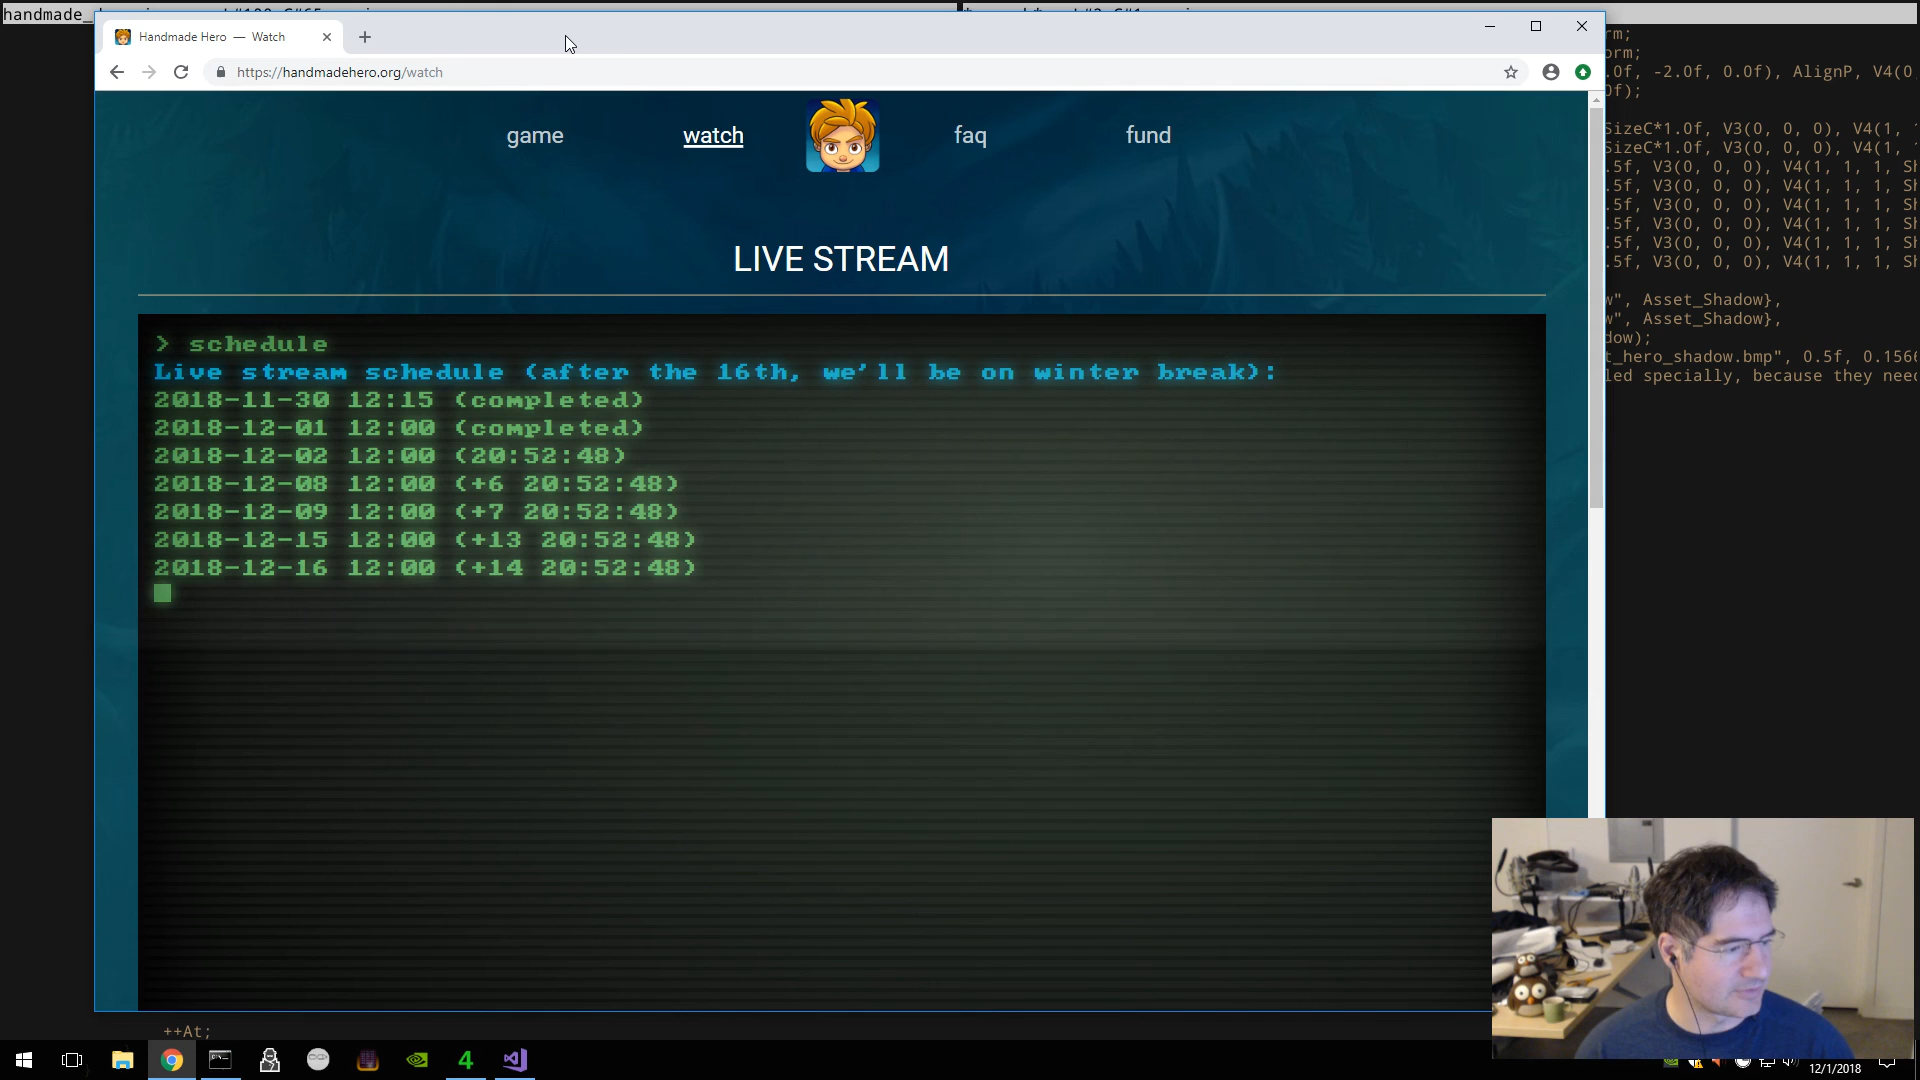 handmade_
Handmade Hero — Watch
https://handmadehero.org/watch
game
watch
faq
fund
LIVE STREAM
> schedule
Live stream schedule (after the 16th, we'll be on winter break):
2018-11-30 12:15 (completed)
2018-12-01 12:00 (completed)
2018-12-02 12:00 (20:52:48)
2018-12-08 12:00 (+6 20:52:48)
2018-12-09 12:00 (+7 20:52:48)
2018-12-15 12:00 (+13 20:52:48)
2018-12-16 12:00 (+14 20:52:48)
rm;
orm;
.0f, -2.0f, 0.0f), AlignP, V4(0,
0f);
SizeC*1.0f, V3(0, 0, 0), V4(1,
SizeC*1.0f, V3(0, 0, 0), V4(1,
.5f, V3(0, 0, 0), V4(1, 1, 1, Sh
.5f, V3(0, 0, 0), V4(1, 1, 1, Sh
.5f, V3(0, 0, 0), V4(1, 1, 1, Sh
.5f, V3(0, 0, 0), V4(1, 1, 1, Sh
.5f, V3(0, 0, 0), V4(1, 1, 1, Sh
.5f, V3(0, 0, 0), V4(1, 1, 1, Sh
w", Asset_Shadow},
w", Asset_Shadow},
dow);
t_hero_shadow.bmp", 0.5f, 0.1566
led specially, because they need
++At;
4
12/1/2018